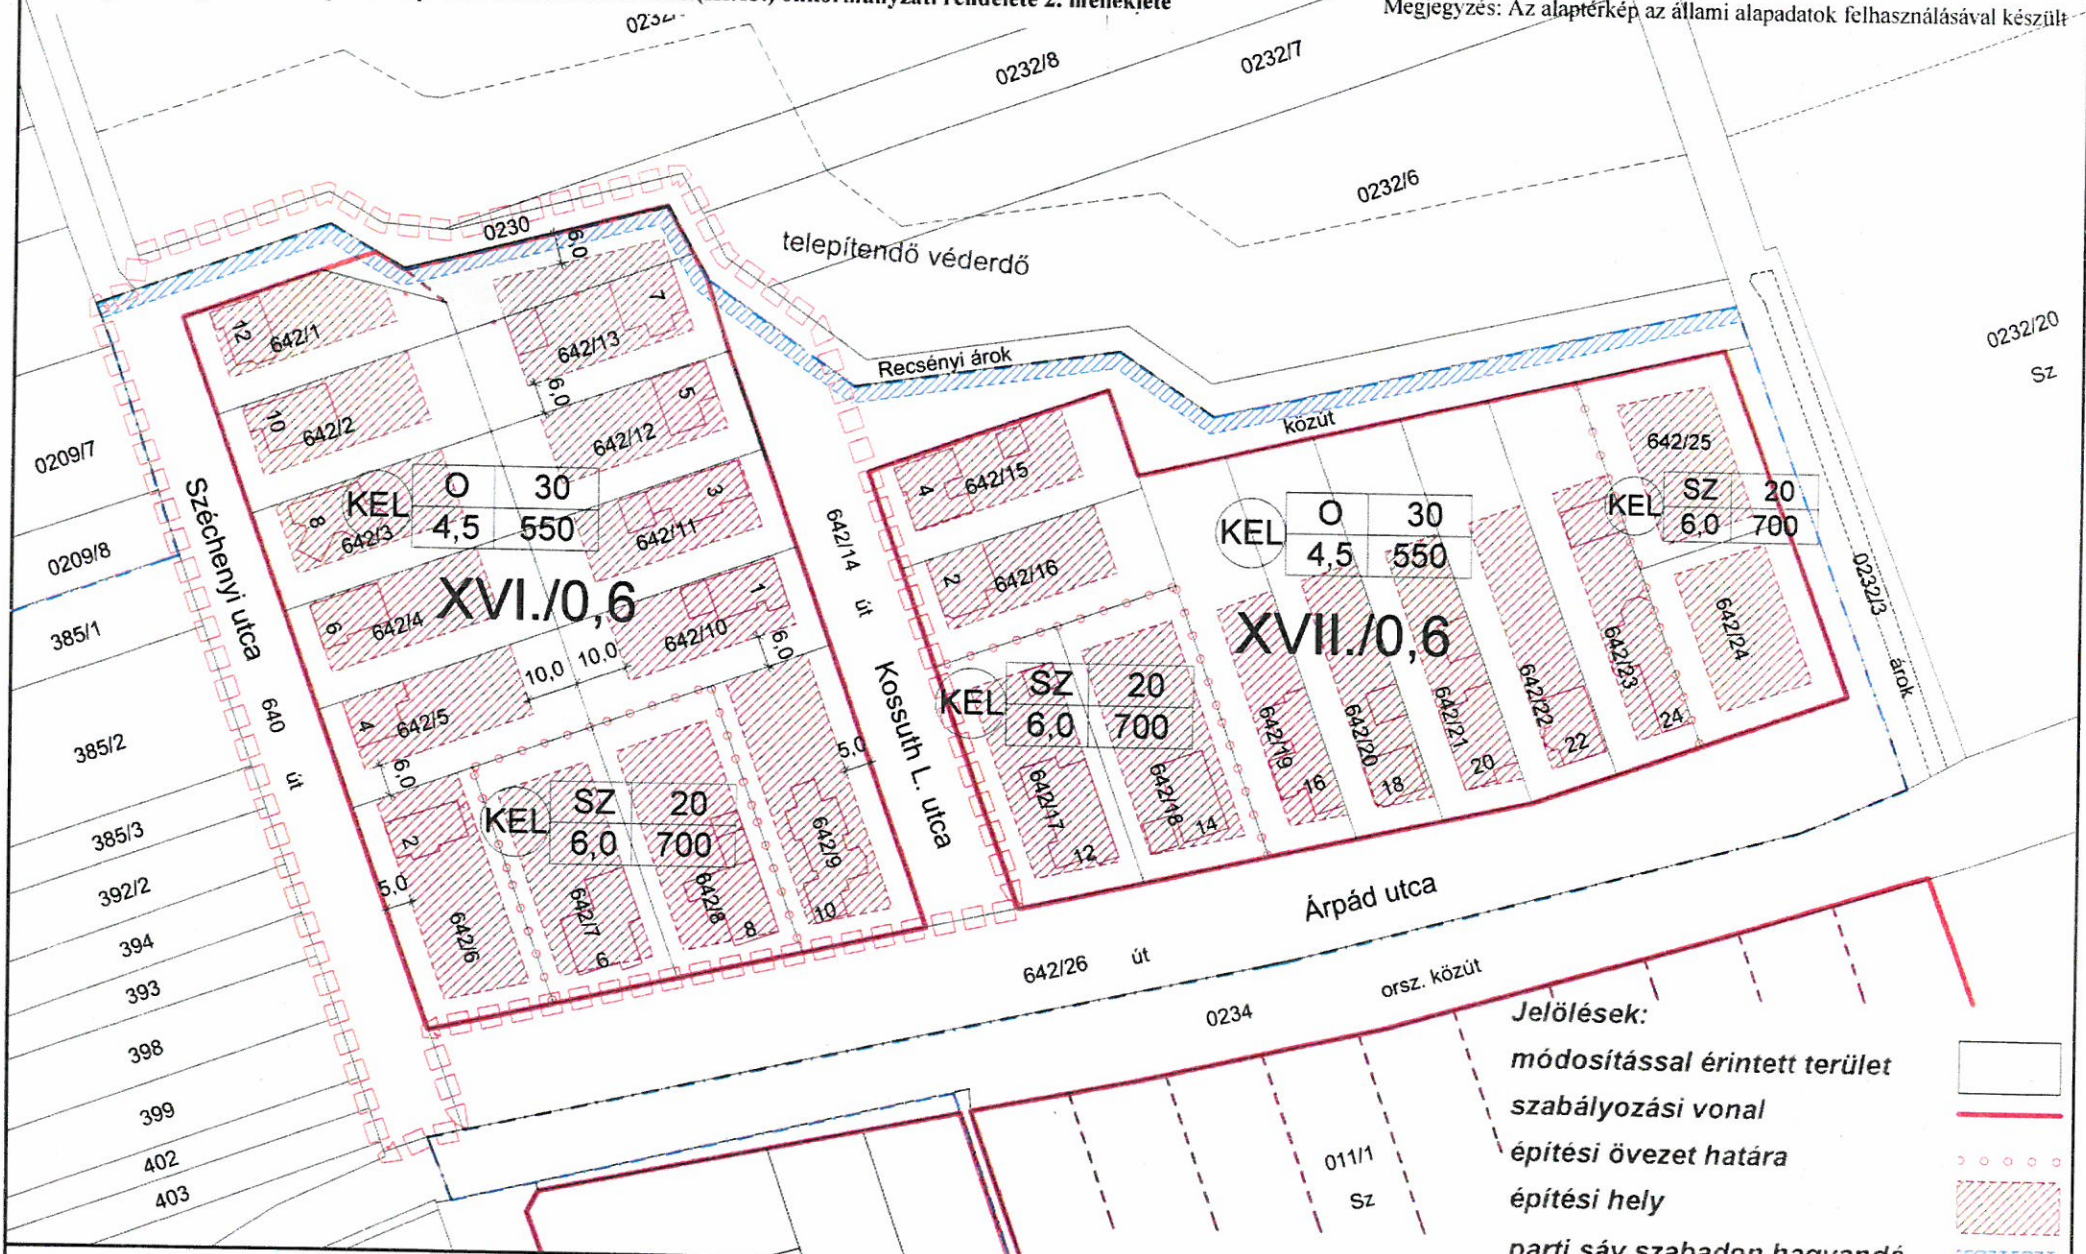 önkormányzati rendelete 2. melléklete
Megjegyzés: Az alaptérkép az állami alapadatok felhasználásával készült
0232/8
0232/7
0232/6
0230
6,0
telepítendő véderdő
Recsényi árok
közút
0232/20
Sz
0232/3
árok
0209/7
0209/8
385/1
385/2
385/3
392/2
394
393
398
399
402
403
Széchenyi utca
640 út
12
642/1
10
642/2
8
642/3
6
642/4
4
642/5
6,0
2
5,0
642/6
642/7
6
642/8
8
642/9
10
5,0
7
642/13
6,0
5
642/12
3
642/11
1
642/10
6,0
10,0
10,0
KEL
O 30
4,5 550
XVI./0,6
KEL
SZ 20
6,0 700
642/14 út
Kossuth L. utca
4
642/15
2
642/16
KEL
SZ 20
6,0 700
642/17
12
642/18
14
KEL
O 30
4,5 550
XVII./0,6
642/19
16
642/20
18
642/21
20
642/22
22
642/23
24
642/25
KEL
SZ 20
6,0 700
642/24
Árpád utca
642/26 út
0234
orsz. közút
011/1
Sz
Jelölések:
módosítással érintett terület
szabályozási vonal
építési övezet határa
építési hely
parti sáv szabadon hagyandó